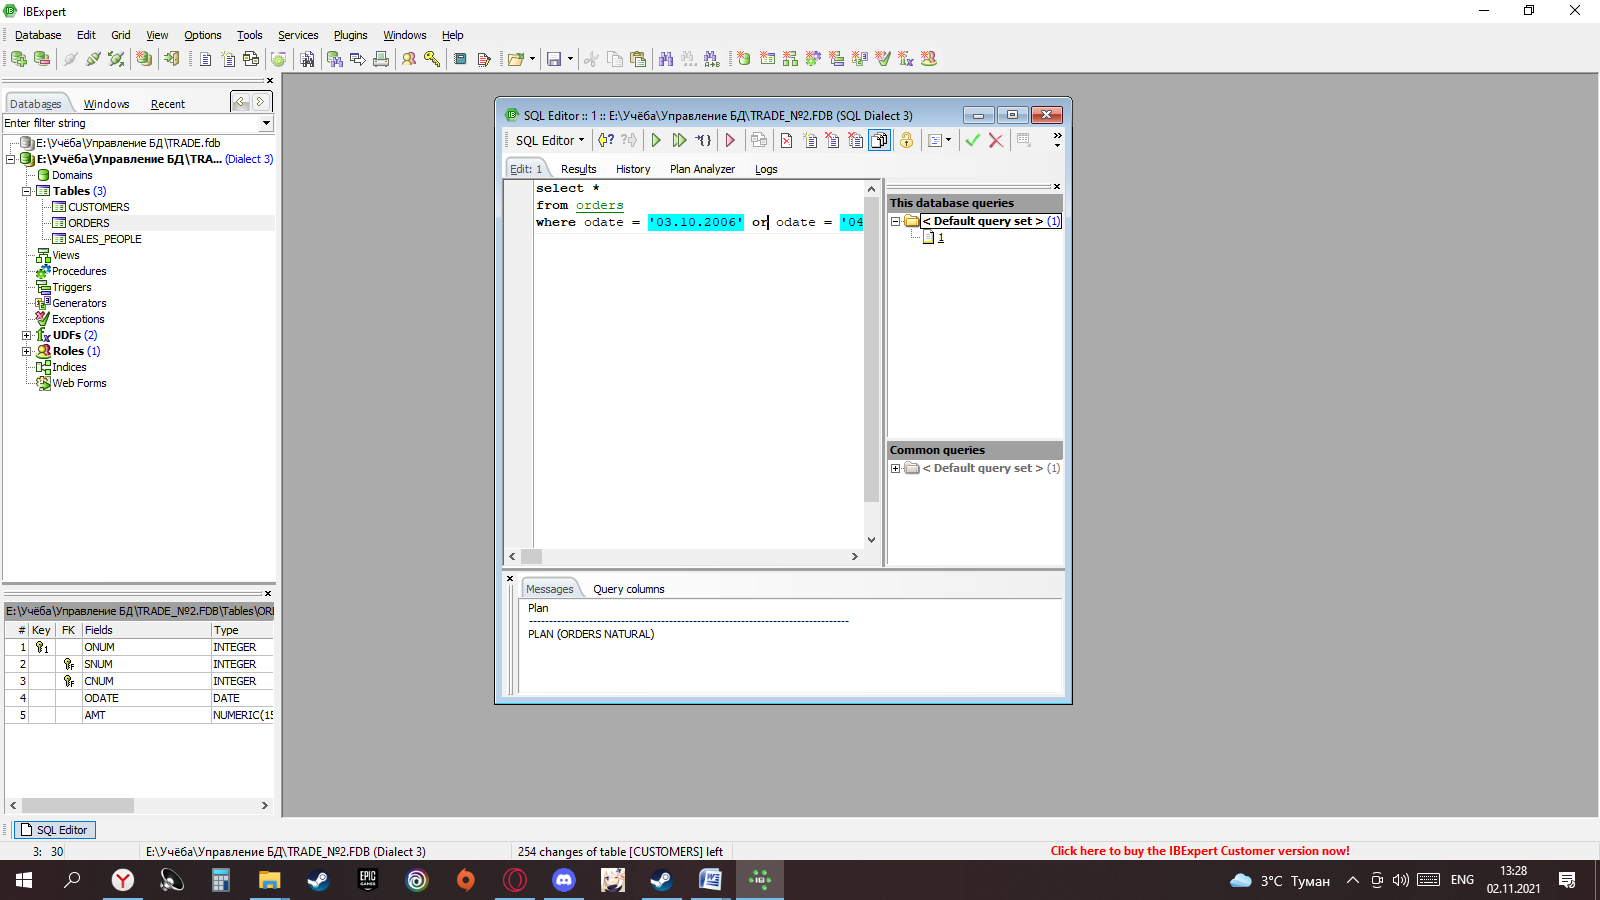 IBExpert
Database Edit Grid View Options Tools Services Plugins Windows Help
Databases Windows Recent
Enter filter string
E:\Учёба\Управление БД\TRADE.fdb
E:\Учёба\Управление БД\TRA... (Dialect 3)
Domains
Tables (3)
CUSTOMERS
ORDERS
SALES_PEOPLE
Views
Procedures
Triggers
Generators
Exceptions
UDFs (2)
Roles (1)
Indices
Web Forms
E:\Учёба\Управление БД\TRADE_№2.FDB\Tables\ORI
# Key FK Fields Type
1 1 ONUM INTEGER
2 F SNUM INTEGER
3 F CNUM INTEGER
4 ODATE DATE
5 AMT NUMERIC(15
SQL Editor :: 1 :: E:\Учёба\Управление БД\TRADE_№2.FDB (SQL Dialect 3)
SQL Editor
Edit: 1 Results History Plan Analyzer Logs
select *
from orders
where odate = '03.10.2006' or odate = '04
This database queries
< Default query set > (1)
1
Common queries
< Default query set > (1)
Messages Query columns
Plan
--------------------------------------------------------------------------------
PLAN (ORDERS NATURAL)
SQL Editor
3: 30 E:\Учёба\Управление БД\TRADE_№2.FDB (Dialect 3) 254 changes of table [CUSTOMERS] left Click here to buy the IBExpert Customer version now!
EPIC GAMES
3°C Туман ENG 13:28
02.11.2021